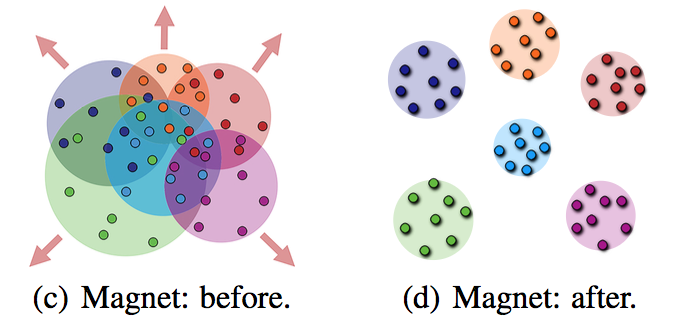 (c) Magnet: before.
(d) Magnet: after.